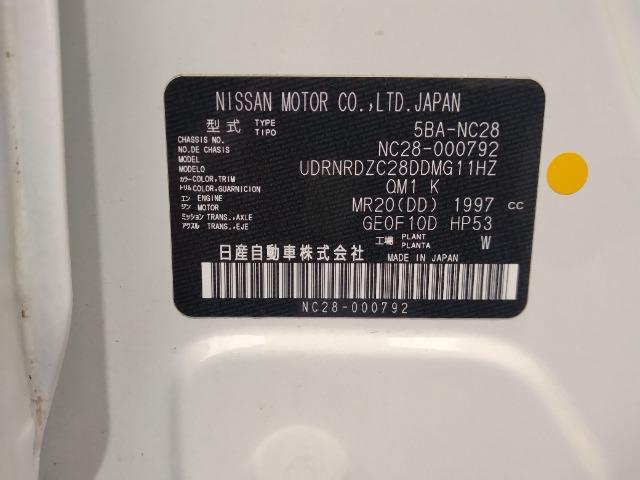 NISSAN MOTOR CO.,LTD.JAPAN
型式 TYPE TIPO 5BA-NC28
CHASSIS NO. NO.DE CHASSIS NC28-000792
MODEL MODELO UDRNRDZC28DDMG11HZ
カラー COLOR,TRIM トリム COLOR,GUARNICION QM1 K
エン ENGINE ジン MOTOR MR20(DD) 1997 cc
ミッション TRANS.,AXLE アクスル TRANS.,EJE GE0F10D HP53
工場 PLANT PLANTA W
日産自動車株式会社 MADE IN JAPAN
NC28-000792